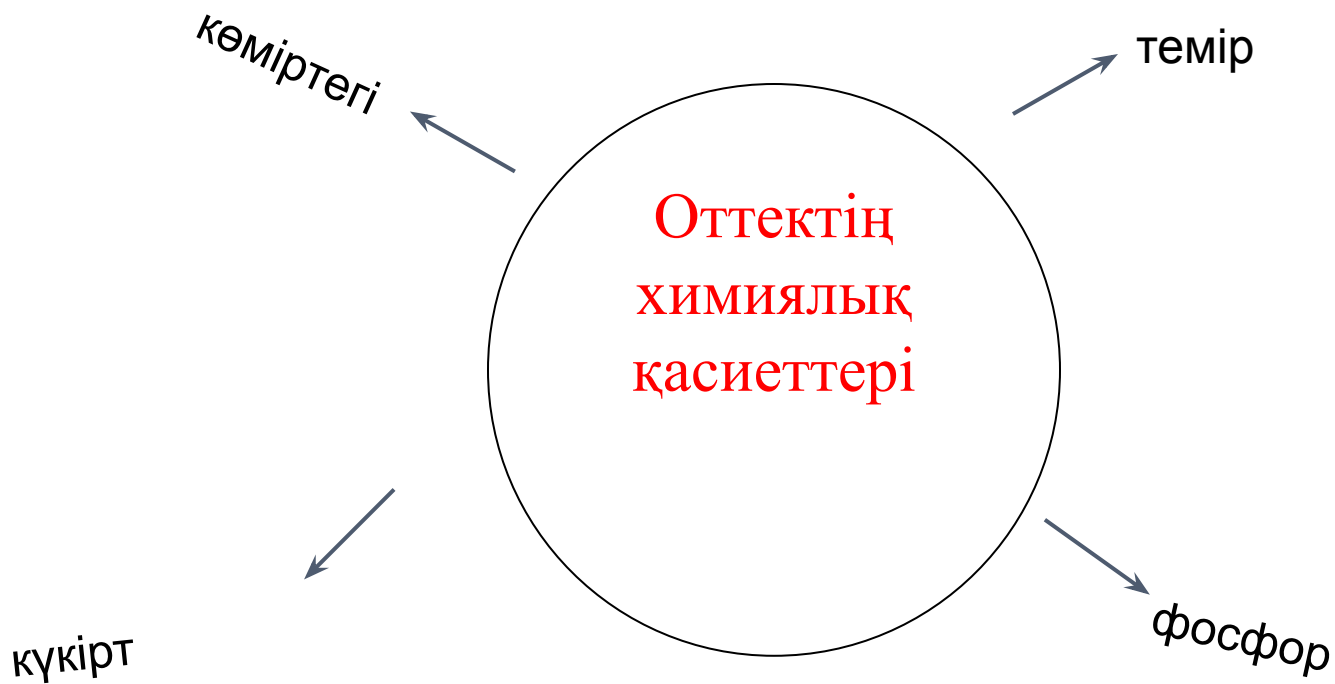 көміртегі
темір
Оттектің
химиялық
қасиеттері
күкірт
фосфор